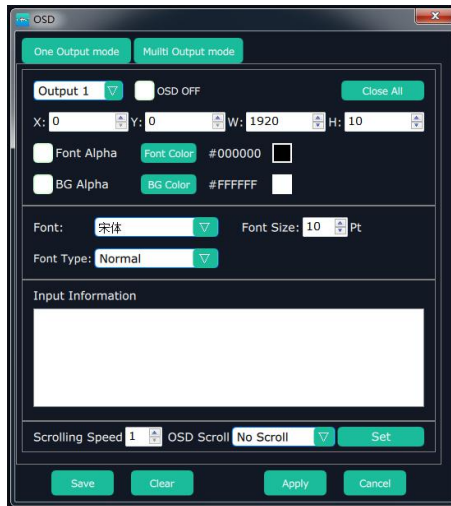 OSD
One Output mode Muilti Output mode
Output 1 OSD OFF Close All
X: 0 Y: 0 W: 1920 H: 10
Font Alpha Font Color #000000
BG Alpha BG Color #FFFFFF
Font: 宋体 Font Size: 10 Pt
Font Type: Normal
Input Information
Scrolling Speed 1 OSD Scroll No Scroll Set
Save Clear Apply Cancel